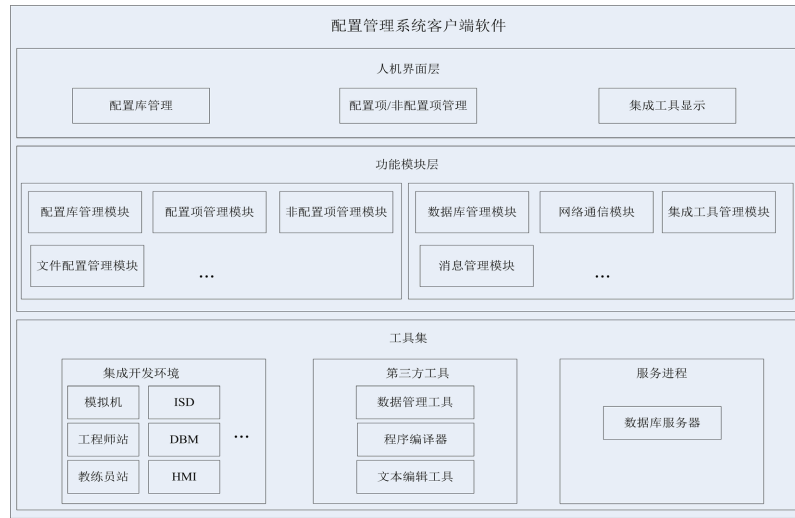 配置管理系统客户端软件
人机界面层
配置库管理
配置项/非配置项管理
集成工具显示
功能模块层
配置库管理模块
配置项管理模块
非配置项管理模块
文件配置管理模块
...
数据库管理模块
网络通信模块
集成工具管理模块
消息管理模块
...
工具集
集成开发环境
模拟机
ISD
工程师站
DBM
...
教练员站
HMI
第三方工具
数据管理工具
程序编译器
文本编辑工具
服务进程
数据库服务器